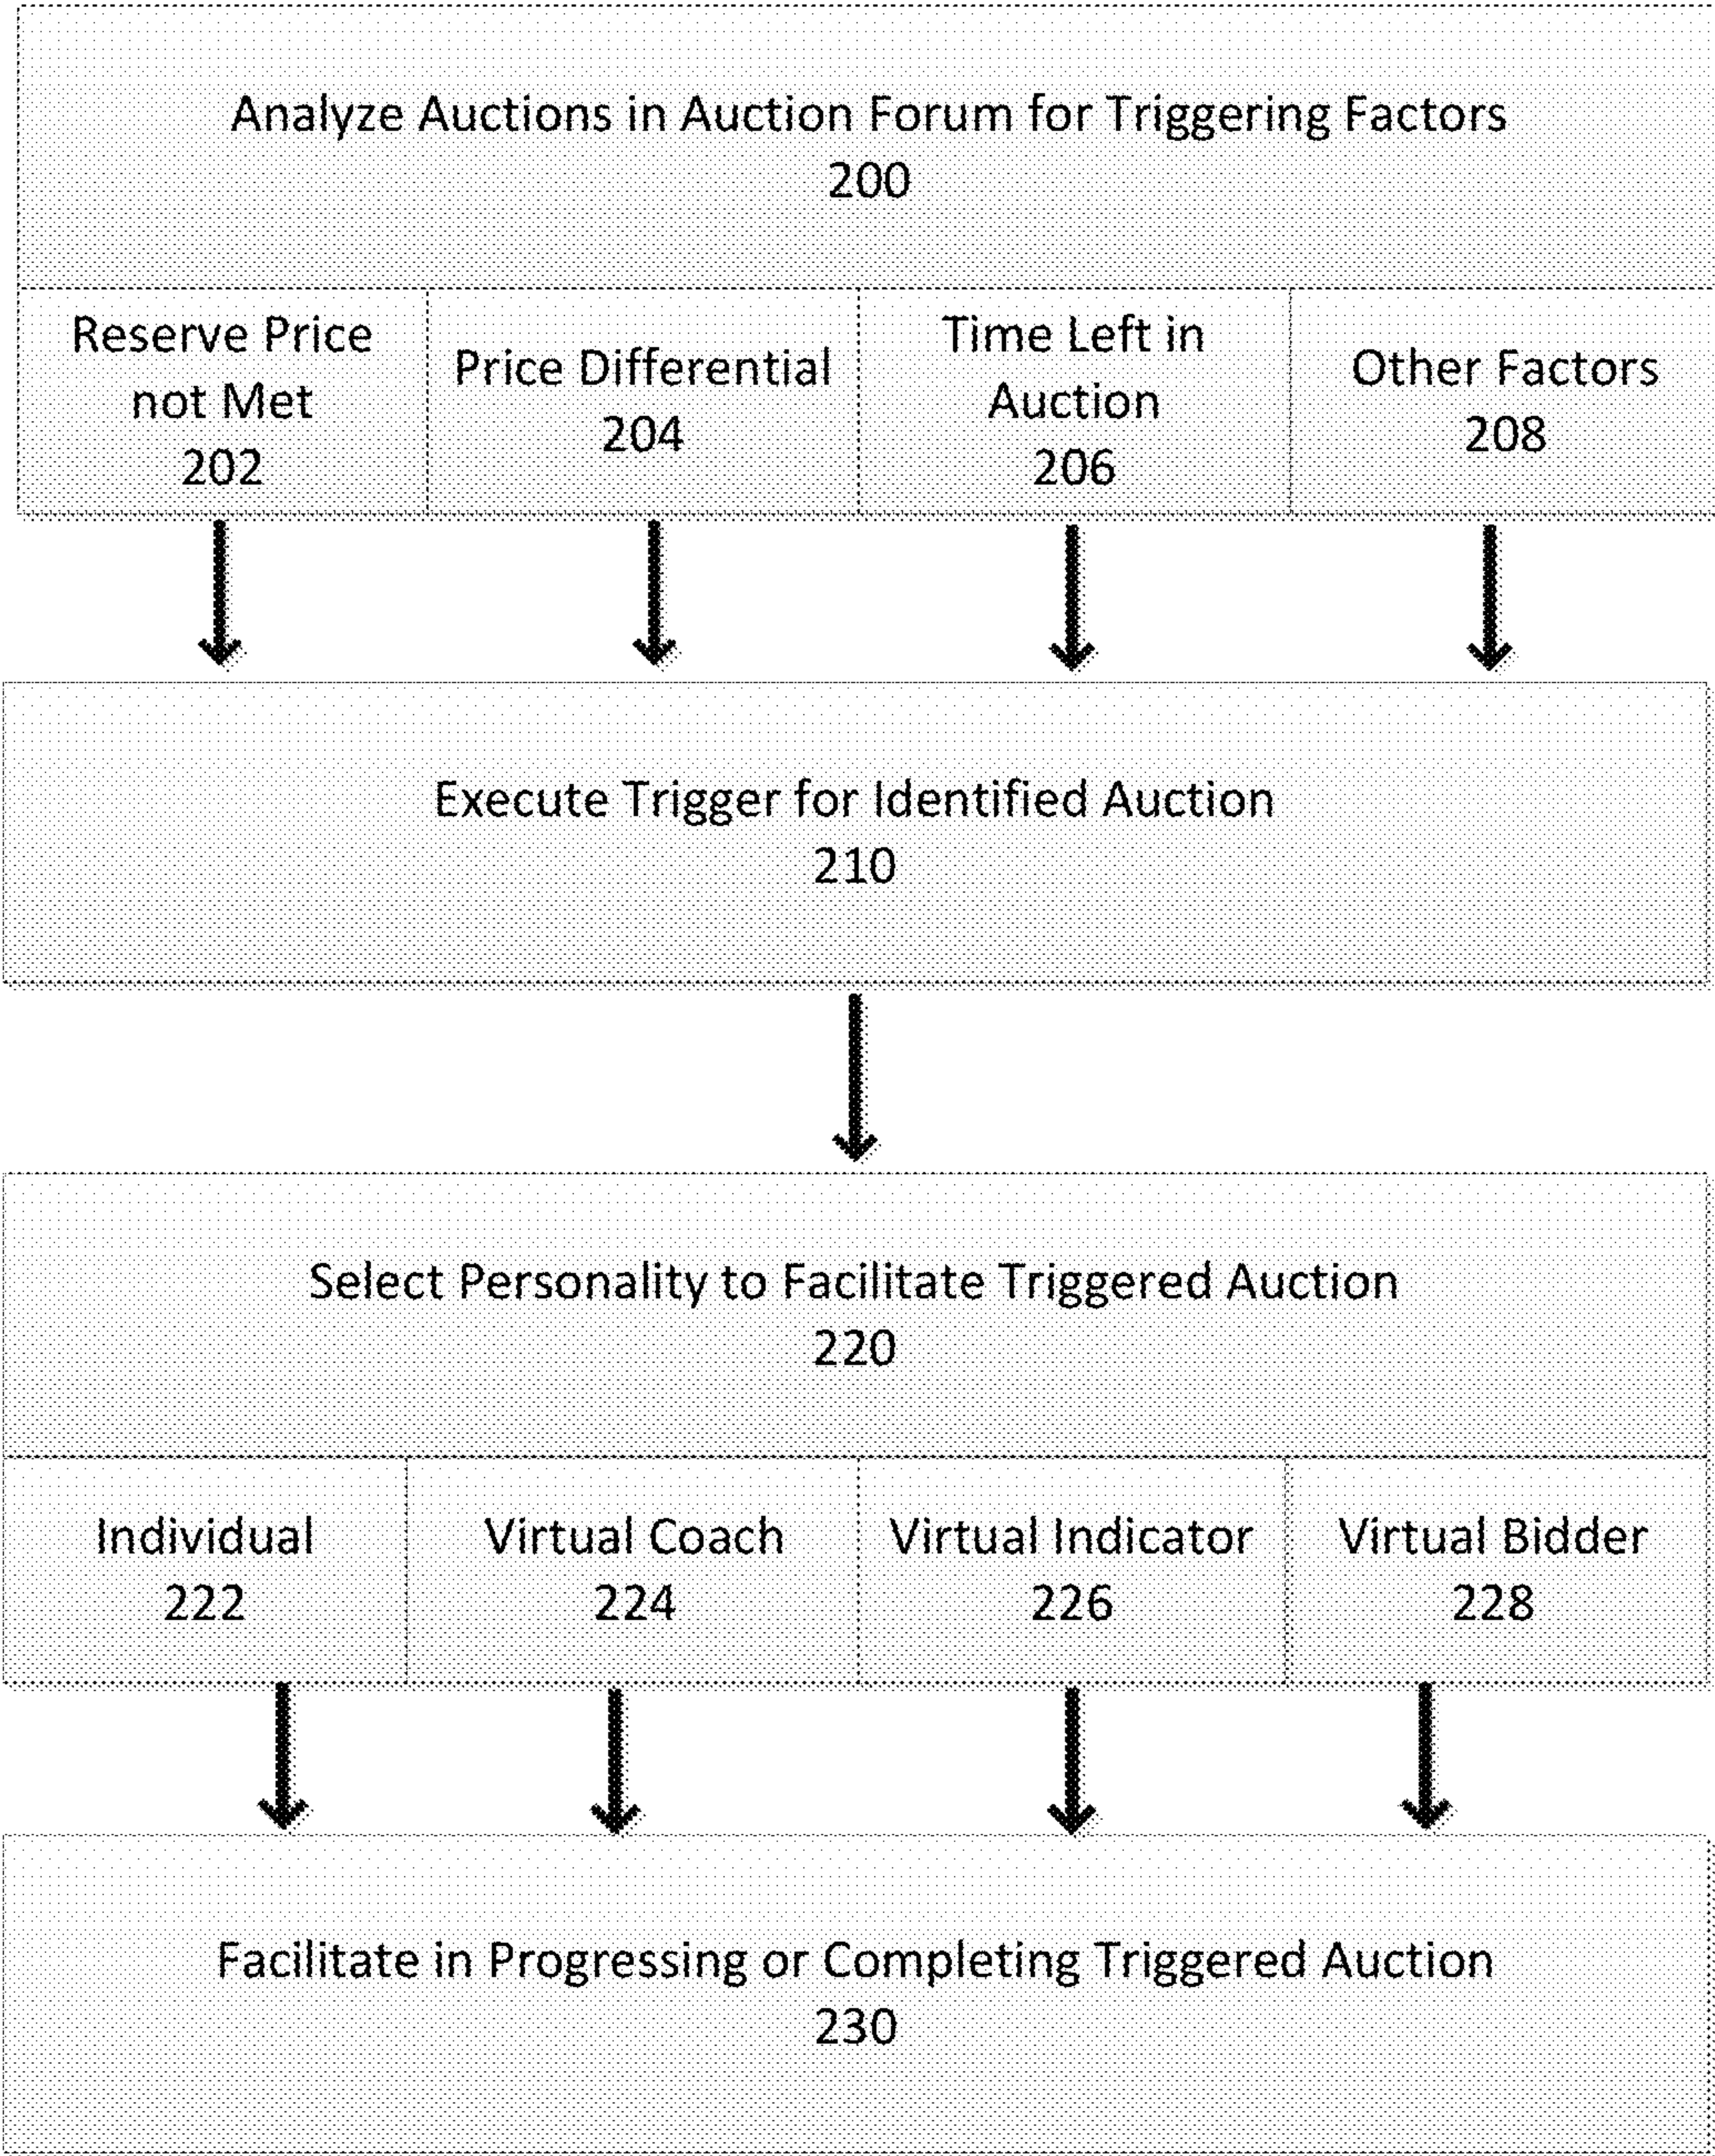 Analyze Auctions in Auction Forum for Triggering Factors
200
Reserve Price
not Met
202
Price Differential
204
Time Left in
Auction
206
Other Factors
208
Execute Trigger for Identified Auction
210
Select Personality to Facilitate Triggered Auction
220
Individual
222
Virtual Coach
224
Virtual Indicator
226
Virtual Bidder
228
Facilitate in Progressing or Completing Triggered Auction
230